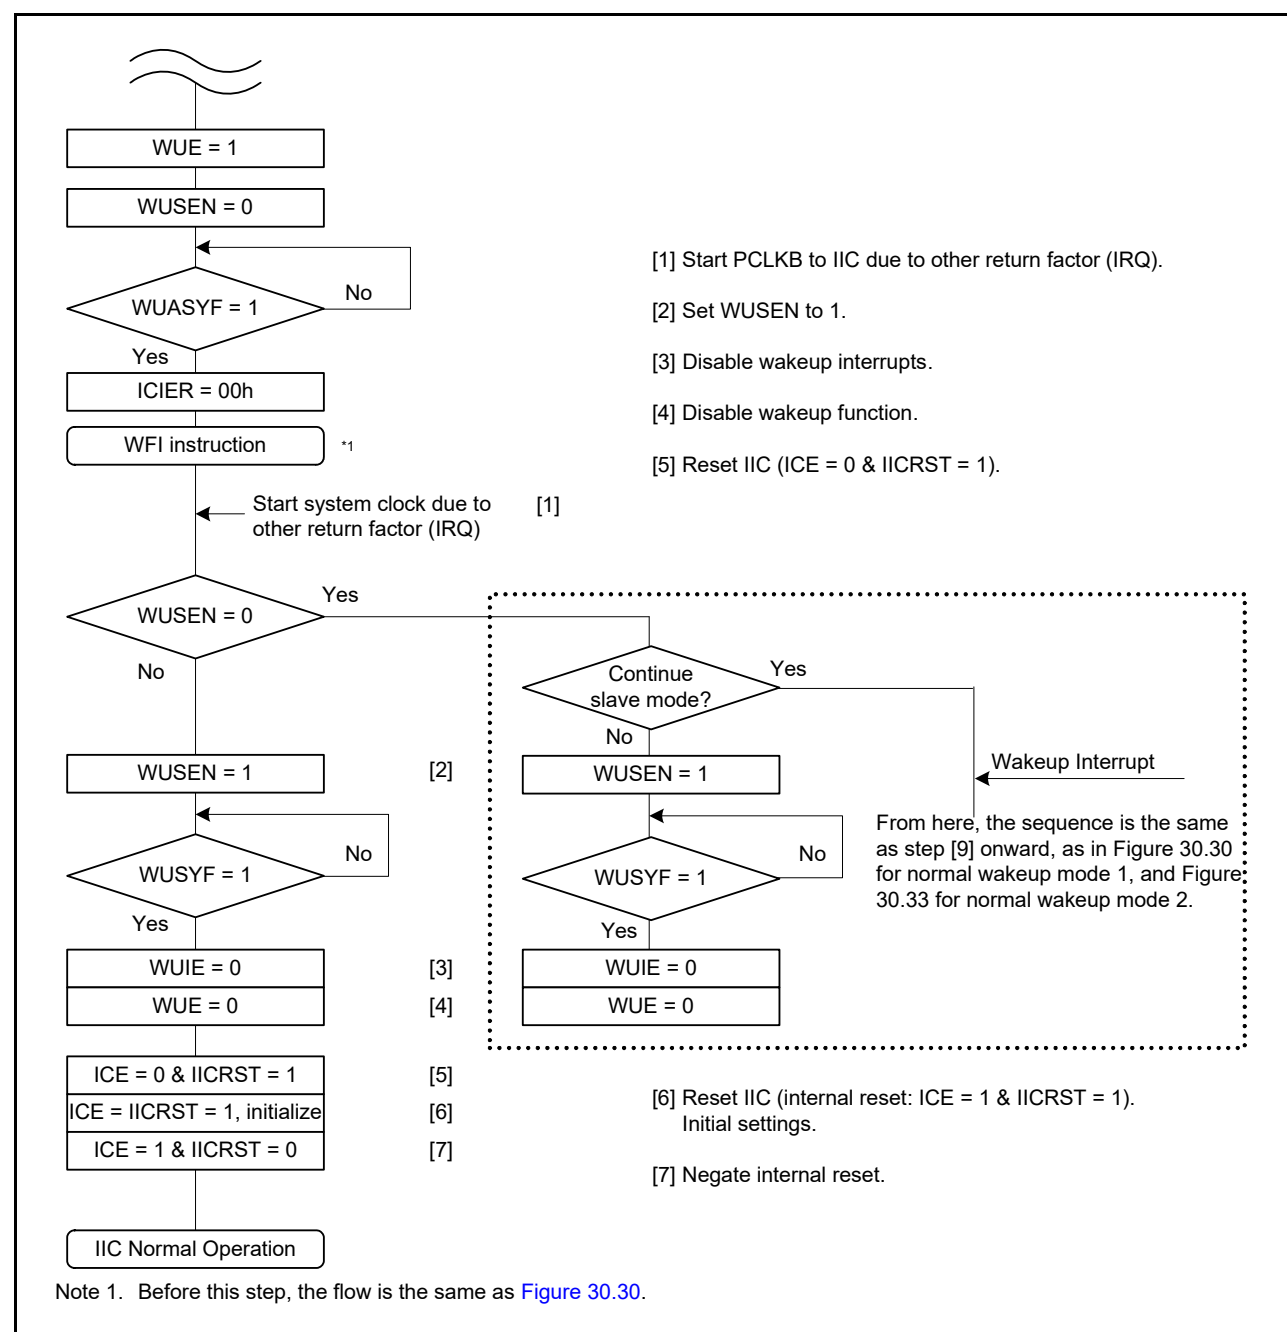 WUE = 1
WUSEN = 0
WUASYF = 1
No
Yes
ICIER = 00h
WFI instruction
*1
Start system clock due to
other return factor (IRQ)
[1]
[1] Start PCLKB to IIC due to other return factor (IRQ).
[2] Set WUSEN to 1.
[3] Disable wakeup interrupts.
[4] Disable wakeup function.
[5] Reset IIC (ICE = 0 & IICRST = 1).
WUSEN = 0
Yes
No
Continue
slave mode?
Yes
No
WUSEN = 1
[2]
WUSEN = 1
Wakeup Interrupt
WUSYF = 1
No
Yes
WUSYF = 1
No
Yes
From here, the sequence is the same
as step [9] onward, as in Figure 30.30
for normal wakeup mode 1, and Figure
30.33 for normal wakeup mode 2.
WUIE = 0
[3]
WUE = 0
[4]
WUIE = 0
WUE = 0
ICE = 0 & IICRST = 1
[5]
ICE = IICRST = 1, initialize
[6]
ICE = 1 & IICRST = 0
[7]
[6] Reset IIC (internal reset: ICE = 1 & IICRST = 1).
Initial settings.
[7] Negate internal reset.
IIC Normal Operation
Note 1. Before this step, the flow is the same as Figure 30.30.